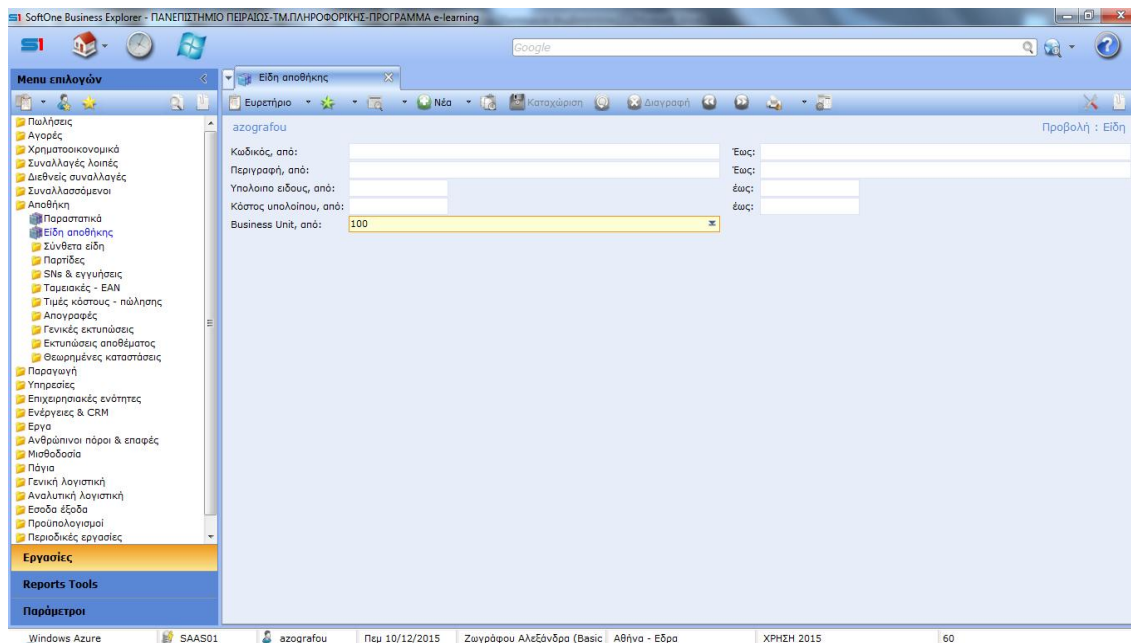 S1 SoftOne Business Explorer - ΠΑΝΕΠΙΣΤΗΜΙΟ ΠΕΙΡΑΙΩΣ-ΤΜ.ΠΛΗΡΟΦΟΡΙΚΗΣ-ΠΡΟΓΡΑΜΜΑ e-learning
S1
Google
Menu επιλογών
Είδη αποθήκης
Ευρετήριο
Νέα
Καταχώριση
Διαγραφή
azografou
Προβολή : Είδη
Κωδικός, από:
Έως:
Περιγραφή, από:
Έως:
Υπολοιπο ειδους, από:
έως:
Κόστος υπολοίπου, από:
έως:
Business Unit, από:
100
Πωλήσεις
Αγορές
Χρηματοοικονομικά
Συναλλαγές λοιπές
Διεθνείς συναλλαγές
Συναλλασσόμενοι
Αποθήκη
Παραστατικά
Είδη αποθήκης
Σύνθετα είδη
Παρτίδες
SNs & εγγυήσεις
Ταμειακές - EAN
Τιμές κόστους - πώλησης
Απογραφές
Γενικές εκτυπώσεις
Εκτυπώσεις αποθέματος
Θεωρημένες καταστάσεις
Παραγωγή
Υπηρεσίες
Επιχειρησιακές ενότητες
Ενέργειες & CRM
Εργα
Ανθρώπινοι πόροι & επαφές
Μισθοδοσία
Πάγια
Γενική λογιστική
Αναλυτική λογιστική
Εσοδα έξοδα
Προϋπολογισμοί
Περιοδικές εργασίες
Εργασίες
Reports Tools
Παράμετροι
Windows Azure
SAAS01
azografou
Πεμ 10/12/2015
Ζωγράφου Αλεξάνδρα (Basic
Αθήνα - Εδρα
ΧΡΗΣΗ 2015
60